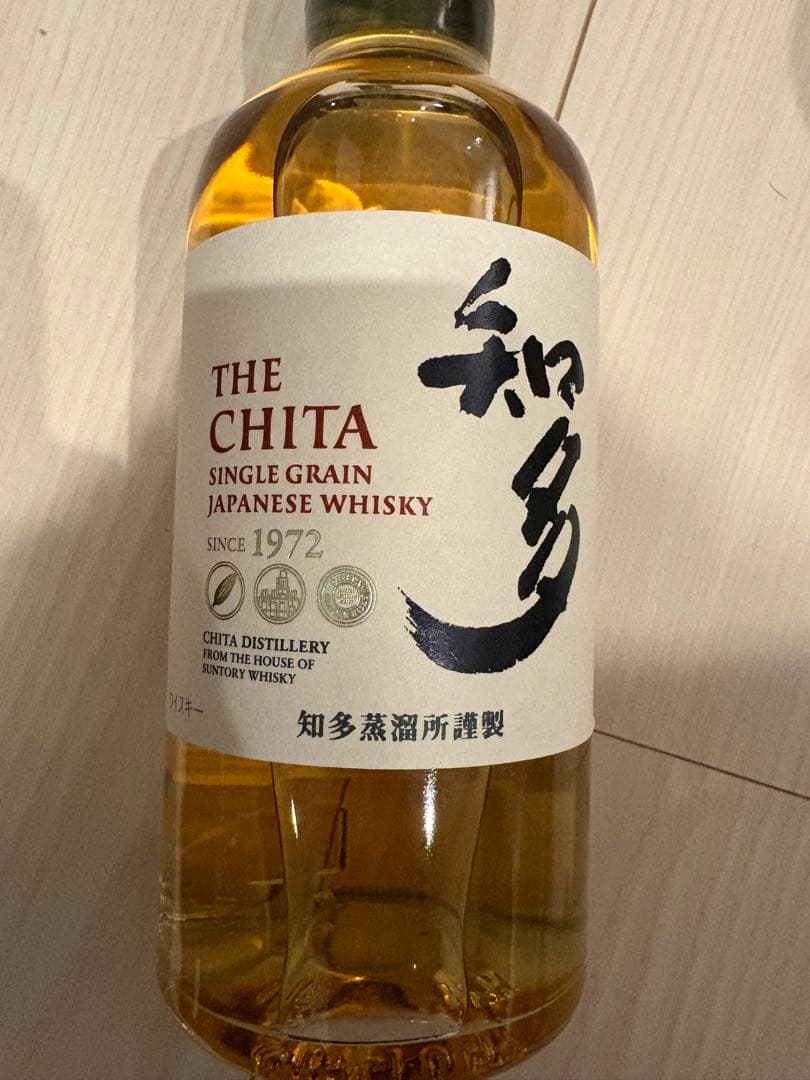 THE
CHITA
SINGLE GRAIN
JAPANESE WHISKY
SINCE 1972
CHITA DISTILLERY
FROM THE HOUSE OF
SUNTORY WHISKY
ウイスキー
知多蒸溜所謹製
知多